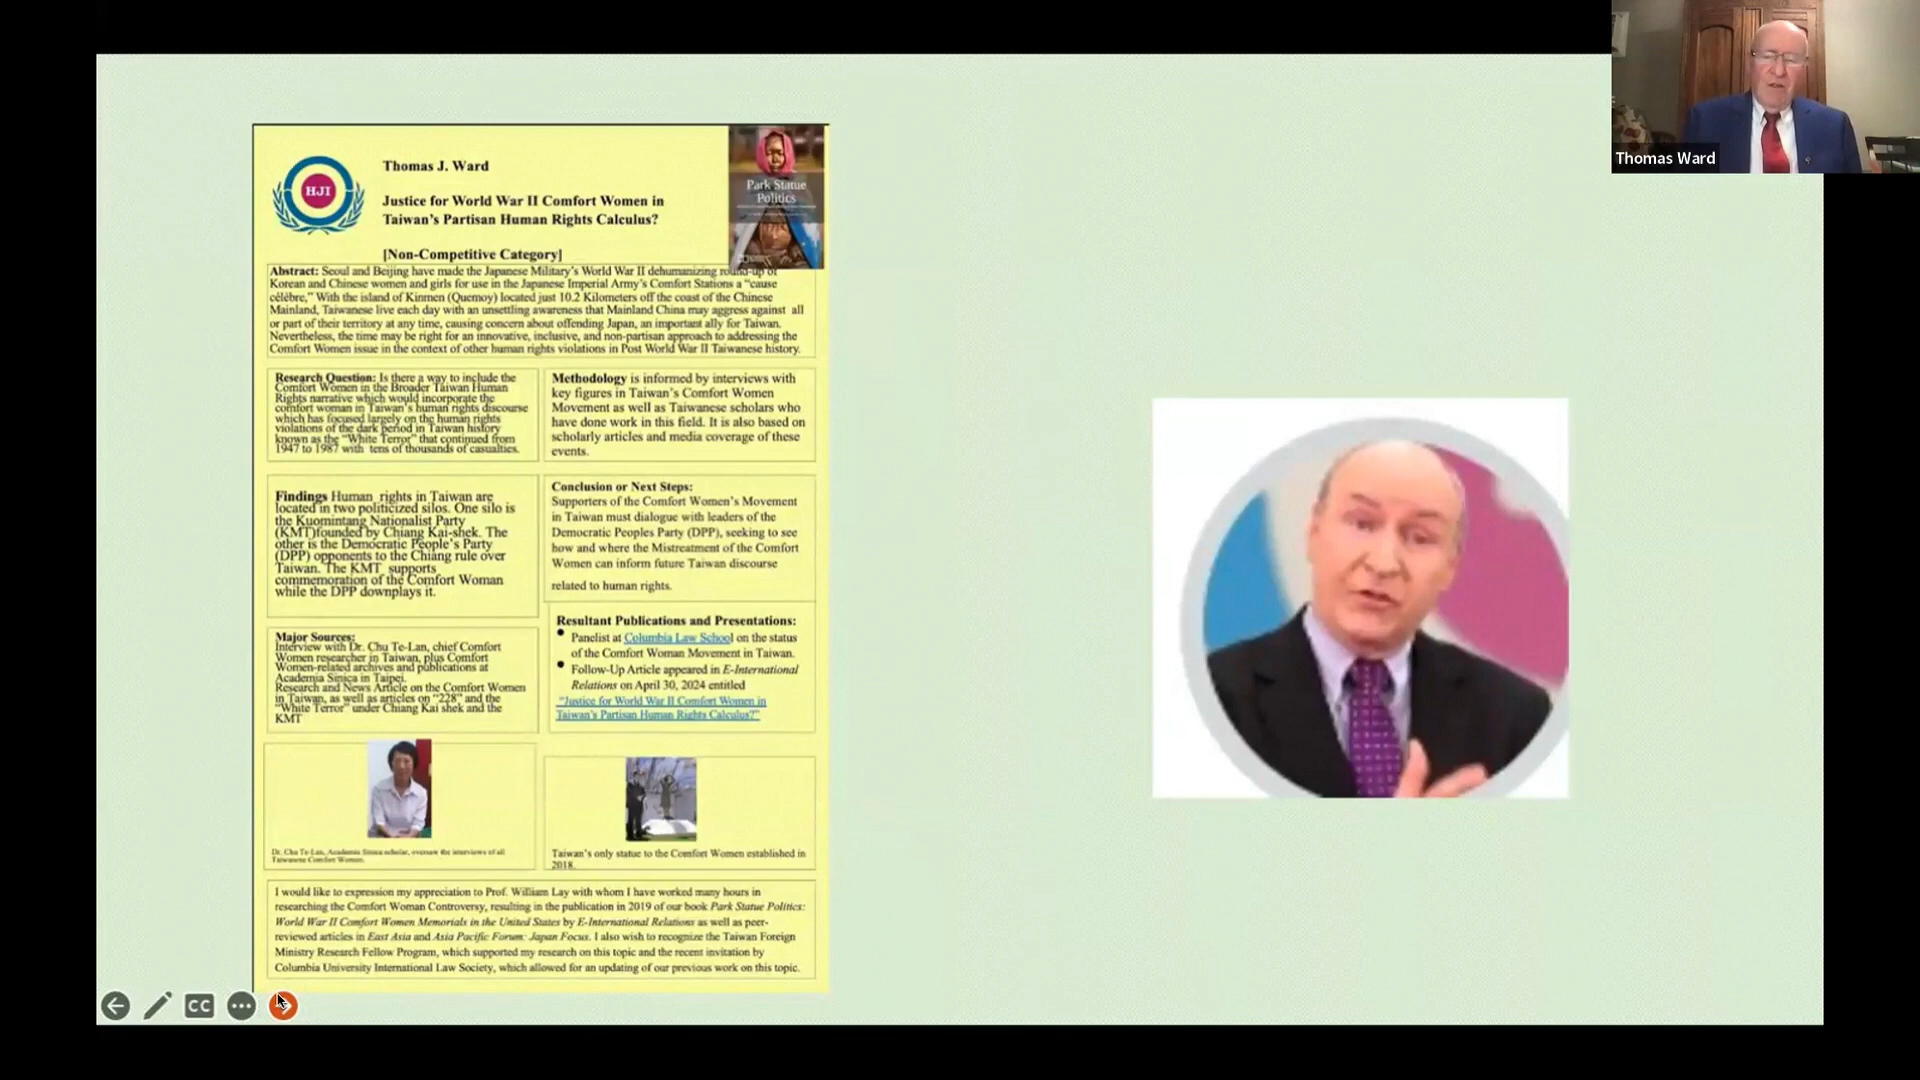 Thomas Ward
HJI
Thomas J. Ward
Justice for World War II Comfort Women in
Taiwan's Partisan Human Rights Calculus?
[Non-Competitive Category]
Park Statue
Politics
Abstract: Seoul and Beijing have made the Japanese Military's World War II dehumanizing round-up of
Korean and Chinese women and girls for use in the Japanese Imperial Army's Comfort Stations a "cause
célèbre," With the island of Kinmen (Quemoy) located just 10.2 Kilometers off the coast of the Chinese
Mainland, Taiwanese live each day with an unsettling awareness that Mainland China may aggress against all
or part of their territory at any time, causing concern about offending Japan, an important ally for Taiwan.
Nevertheless, the time may be right for an innovative, inclusive, and non-partisan approach to addressing the
Comfort Women issue in the context of other human rights violations in Post World War II Taiwanese history.
Research Question: Is there a way to include the
Comfort Women in the Broader Taiwan Human
Rights narrative which would incorporate the
comfort woman in Taiwan's human rights discourse
which has focused largely on the human rights
violations of the dark period in Taiwan history
known as the "White Terror" that continued from
1947 to 1987 with tens of thousands of casualties.
Methodology is informed by interviews with
key figures in Taiwan's Comfort Women
Movement as well as Taiwanese scholars who
have done work in this field. It is also based on
scholarly articles and media coverage of these
events.
Findings Human rights in Taiwan are
located in two politicized silos. One silo is
the Kuomintang Nationalist Party
(KMT)founded by Chiang Kai-shek. The
other is the Democratic People's Party
(DPP) opponents to the Chiang rule over
Taiwan. The KMT supports
commemoration of the Comfort Woman
while the DPP downplays it.
Conclusion or Next Steps:
Supporters of the Comfort Women's Movement
in Taiwan must dialogue with leaders of the
Democratic Peoples Party (DPP), seeking to see
how and where the Mistreatment of the Comfort
Women can inform future Taiwan discourse
related to human rights.
Major Sources:
Interview with Dr. Chu Te-Lan, chief Comfort
Women researcher in Taiwan, plus Comfort
Women-related archives and publications at
Academia Sinica in Taipei.
Research and News Article on the Comfort Women
in Taiwan, as well as articles on "228" and the
"White Terror" under Chiang Kai shek and the
KMT
Resultant Publications and Presentations:
• Panelist at Columbia Law School on the status
of the Comfort Woman Movement in Taiwan.
• Follow-Up Article appeared in E-International
Relations on April 30, 2024 entitled
"Justice for World War II Comfort Women in
Taiwan's Partisan Human Rights Calculus?"
Dr. Chu Te-Lan, Academia Sinica scholar, oversaw the interviews of all
Taiwanese Comfort Women.
Taiwan's only statue to the Comfort Women established in
2018.
I would like to expression my appreciation to Prof. William Lay with whom I have worked many hours in
researching the Comfort Woman Controversy, resulting in the publication in 2019 of our book Park Statue Politics:
World War II Comfort Women Memorials in the United States by E-International Relations as well as peer-
reviewed articles in East Asia and Asia Pacific Forum: Japan Focus. I also wish to recognize the Taiwan Foreign
Ministry Research Fellow Program, which supported my research on this topic and the recent invitation by
Columbia University International Law Society, which allowed for an updating of our previous work on this topic.
CC